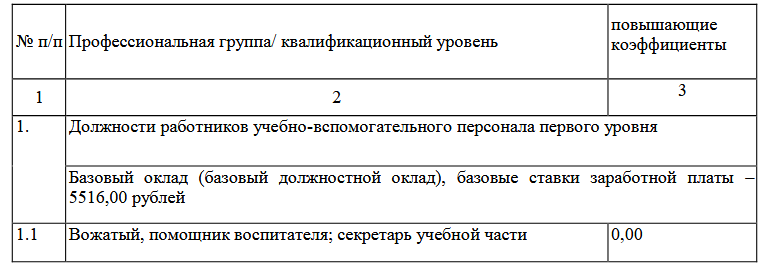 № п/п Профессиональная группа/ квалификационный уровень повышающие коэффициенты
1 2 3
1. Должности работников учебно-вспомогательного персонала первого уровня
Базовый оклад (базовый должностной оклад), базовые ставки заработной платы –
5516,00 рублей
1.1 Вожатый, помощник воспитателя; секретарь учебной части 0,00